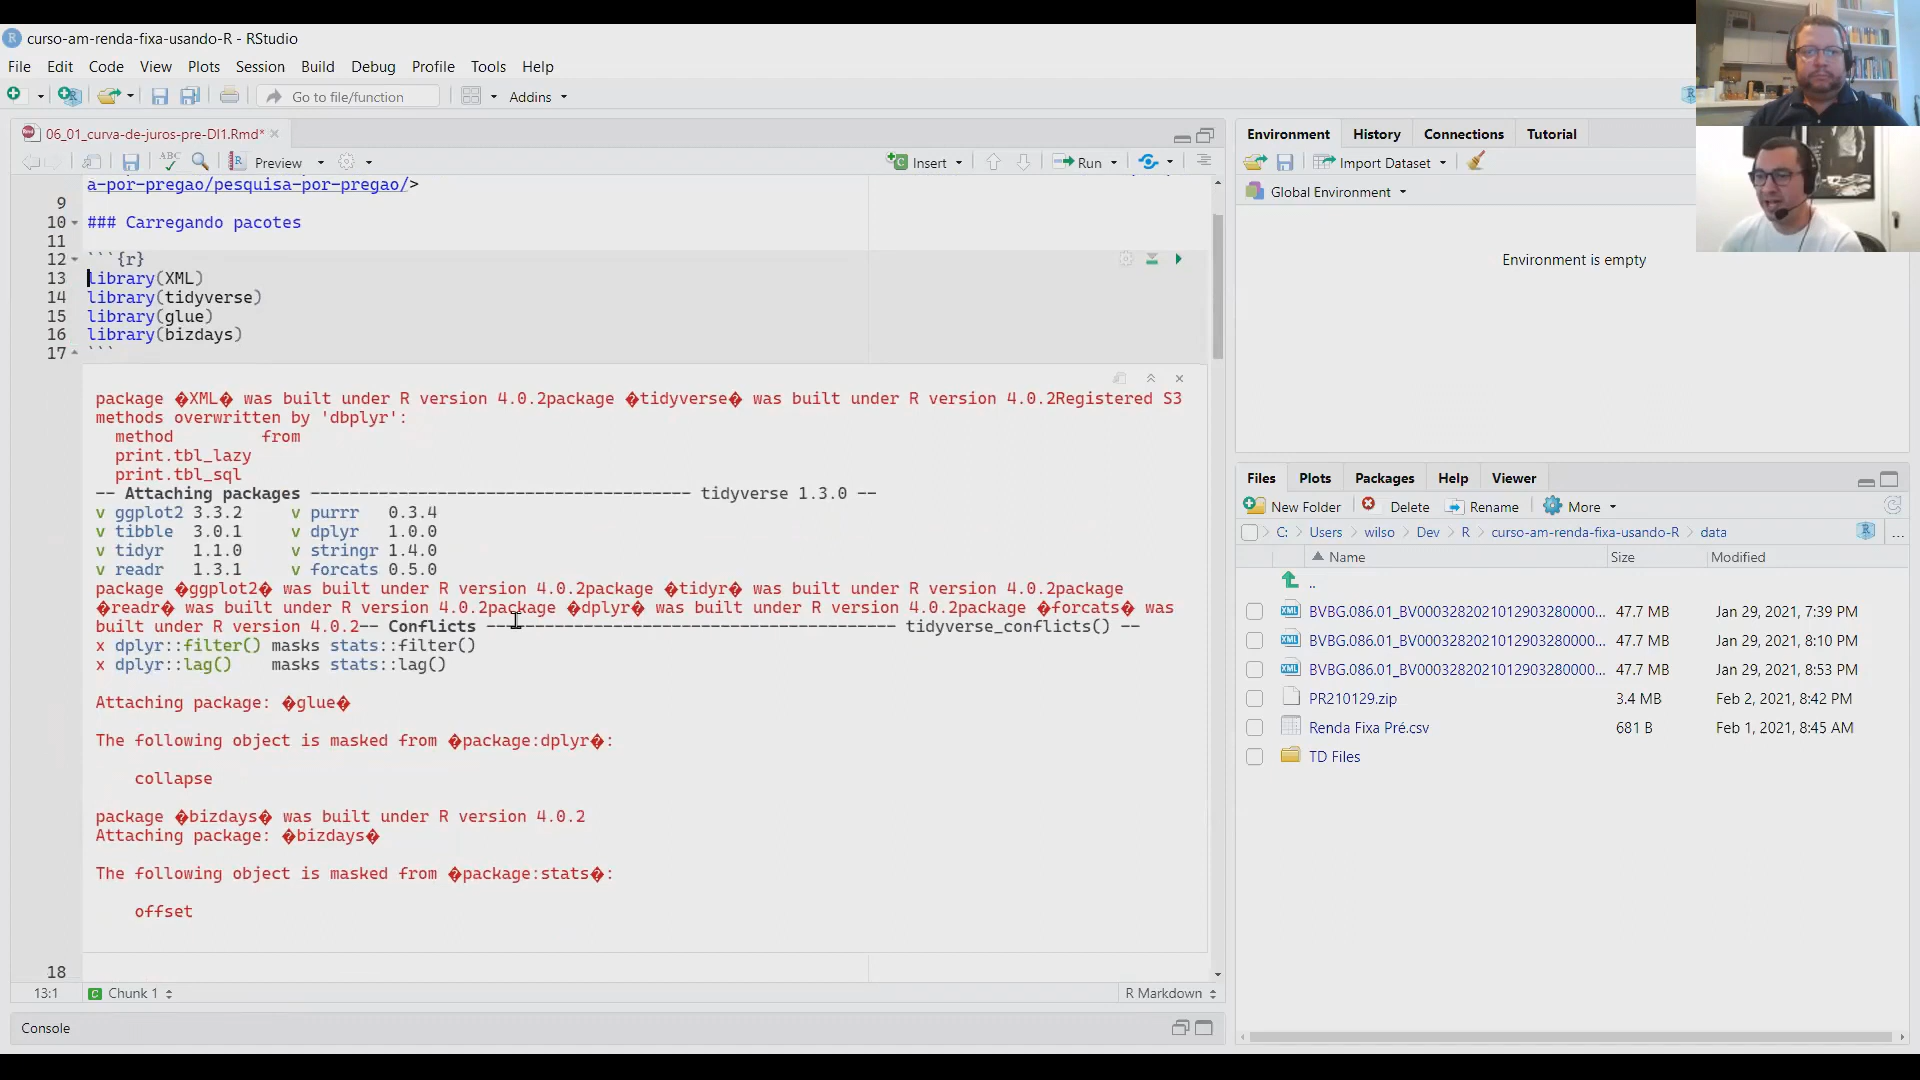 curso-am-renda-fixa-usando-R - RStudio
File Edit Code View Plots Session Build Debug Profile Tools Help
Go to file/function Addins
06_01_curva-de-juros-pre-DI1.Rmd*
ABC Preview Insert Run
a-por-pregao/pesquisa-por-pregao/>
9
10 ### Carregando pacotes
11
12 ```{r}
13 library(XML)
14 library(tidyverse)
15 library(glue)
16 library(bizdays)
17 ```
package �XML� was built under R version 4.0.2package �tidyverse� was built under R version 4.0.2Registered S3
methods overwritten by 'dbplyr':
method from
print.tbl_lazy
print.tbl_sql
-- Attaching packages --------------------------------------- tidyverse 1.3.0 --
v ggplot2 3.3.2 v purrr 0.3.4
v tibble 3.0.1 v dplyr 1.0.0
v tidyr 1.1.0 v stringr 1.4.0
v readr 1.3.1 v forcats 0.5.0
package �ggplot2� was built under R version 4.0.2package �tidyr� was built under R version 4.0.2package
�readr� was built under R version 4.0.2package �dplyr� was built under R version 4.0.2package �forcats� was
built under R version 4.0.2-- Conflicts ------------------------------------------ tidyverse_conflicts() --
x dplyr::filter() masks stats::filter()
x dplyr::lag() masks stats::lag()
Attaching package: �glue�
The following object is masked from �package:dplyr�:
collapse
package �bizdays� was built under R version 4.0.2
Attaching package: �bizdays�
The following object is masked from �package:stats�:
offset
18
13:1 Chunk 1 R Markdown
Console
Environment History Connections Tutorial
Import Dataset
Global Environment
Environment is empty
Files Plots Packages Help Viewer
New Folder Delete Rename More
C: Users wilso Dev R curso-am-renda-fixa-usando-R data ...
Name Size Modified
..
BVBG.086.01_BV000328202101290328000... 47.7 MB Jan 29, 2021, 7:39 PM
BVBG.086.01_BV000328202101290328000... 47.7 MB Jan 29, 2021, 8:10 PM
BVBG.086.01_BV000328202101290328000... 47.7 MB Jan 29, 2021, 8:53 PM
PR210129.zip 3.4 MB Feb 2, 2021, 8:42 PM
Renda Fixa Pré.csv 681 B Feb 1, 2021, 8:45 AM
TD Files